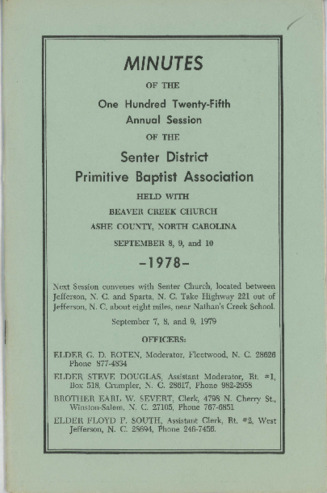 MINUTES
OF THE
One Hundred Twenty-Fifth
Annual Session
OF THE
Senter District
Primitive Baptist Association
HELD WITH
BEAVER CREEK CHURCH
ASHE COUNTY, NORTH CAROLINA
SEPTEMBER 8, 9, and 10
-1978-
Next Session convenes with Senter Church, located between
Jefferson, N. C. and Sparta, N. C. Take Highway 221 out of
Jefferson, N. C. about eight miles, near Nathan's Creek School.
September 7, 8, and 9, 1979
OFFICERS:
ELDER G. D. ROTEN, Moderator, Fleetwood, N. C. 28626
Phone 877-4654
ELDER STEVE DOUGLAS, Assistant Moderator, Rt. #1,
Box 518, Crumpler, N. C. 28617, Phone 982-2958
BROTHER EARL W. SEVERT, Clerk, 4798 N. Cherry St.,
Winston-Salem, N. C. 27105, Phone 767-6851
ELDER FLOYD P. SOUTH, Assistant Clerk, Rt. #2, West
Jefferson, N. C. 28694, Phone 246-7456.